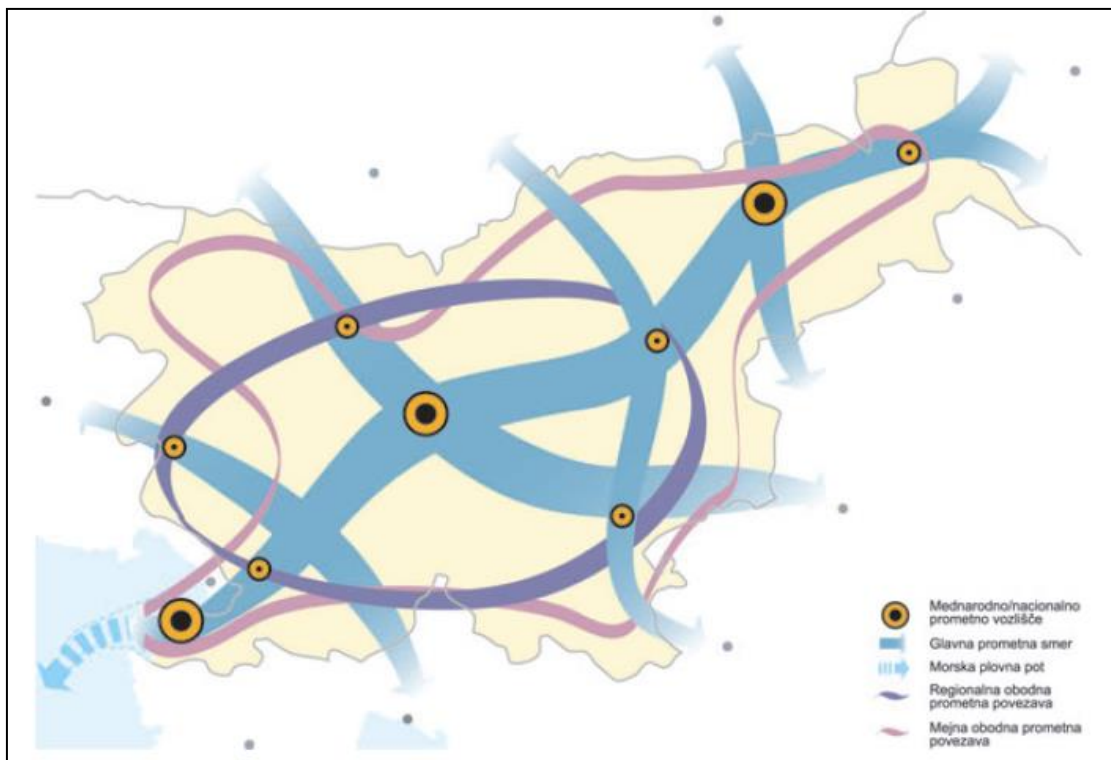 Mednarodno/nacionalno
prometno vozlišče
Glavna prometna smer
Morska plovna pot
Regionalna obodna
prometna povezava
Mejna obodna prometna
povezava